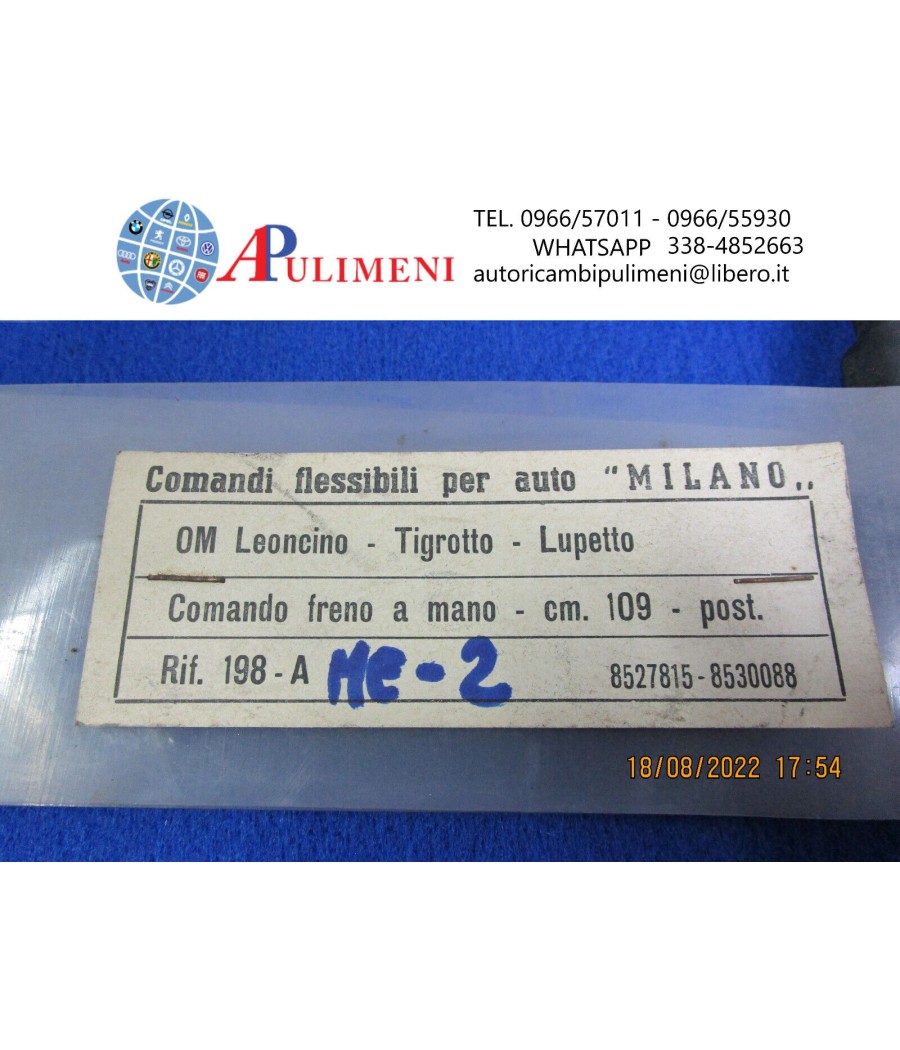 APULIMENI
TEL. 0966/57011 - 0966/55930
WHATSAPP 338-4852663
autoricambipulimeni@libero.it
Comandi flessibili per auto "MILANO„
OM Leoncino - Tigrotto - Lupetto
Comando freno a mano - cm. 109 - post.
Rif. 198-A ME-2 8527815-8530088
18/08/2022 17:54